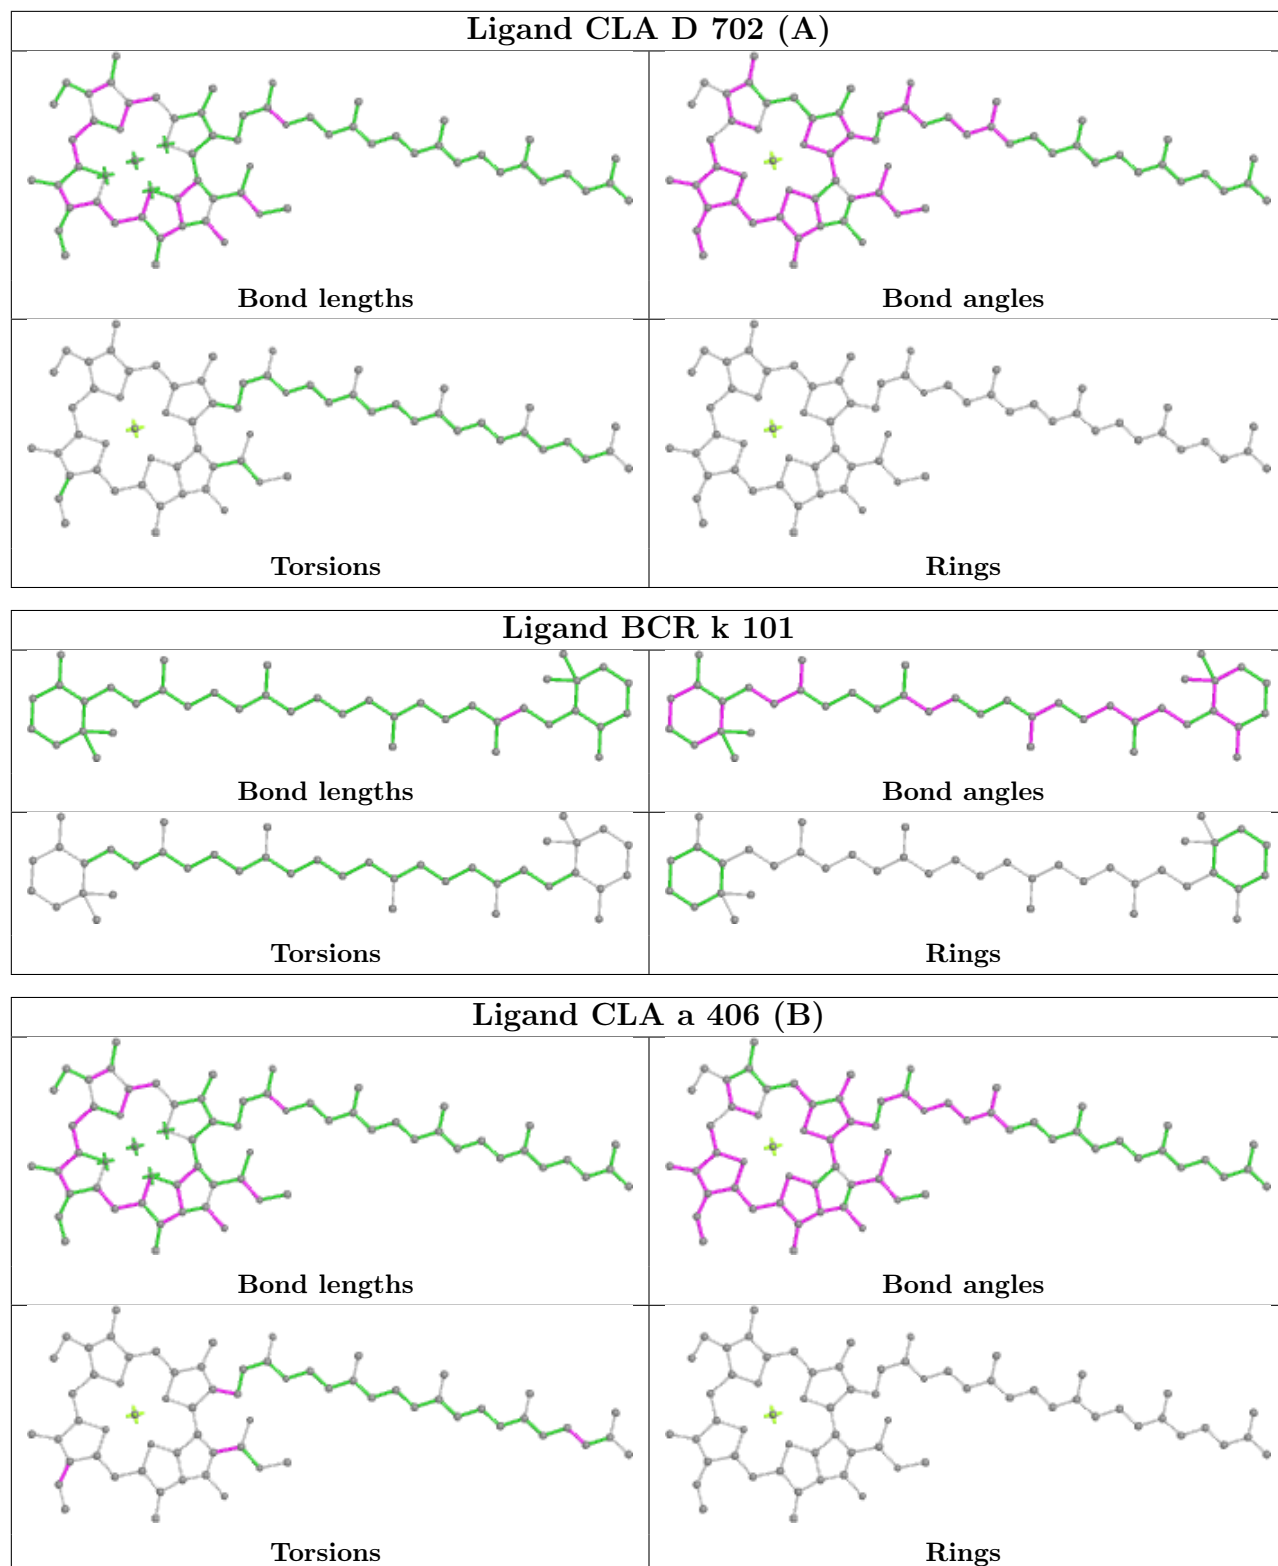 Ligand CLA D 702 (A)
Bond lengths
Bond angles
Torsions
Rings
Ligand BCR k 101
Bond lengths
Bond angles
Torsions
Rings
Ligand CLA a 406 (B)
Bond lengths
Bond angles
Torsions
Rings